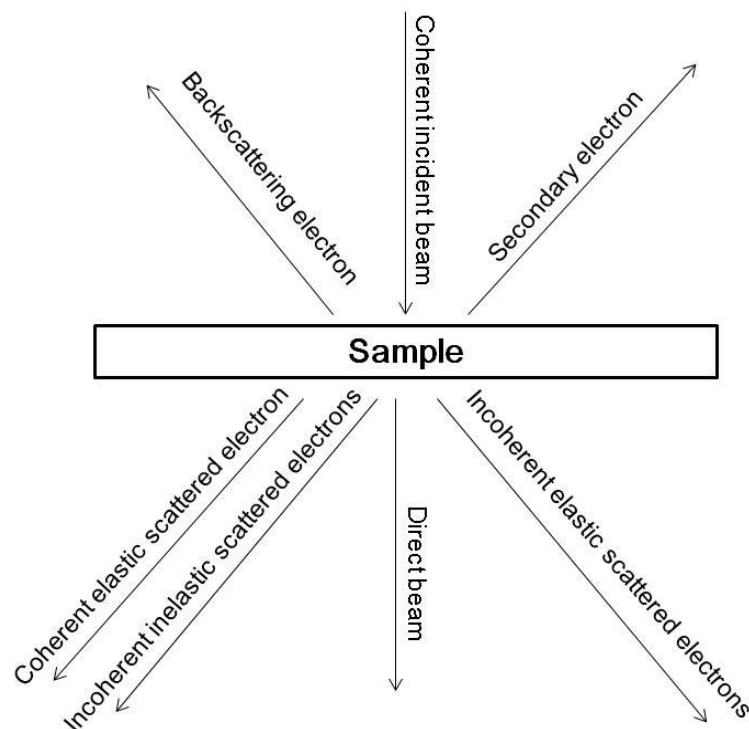 Backscattering electron
Coherent incident beam
Secondary electron
Sample
Coherent elastic scattered electron
Incoherent inelastic scattered electrons
Direct beam
Incoherent elastic scattered electrons